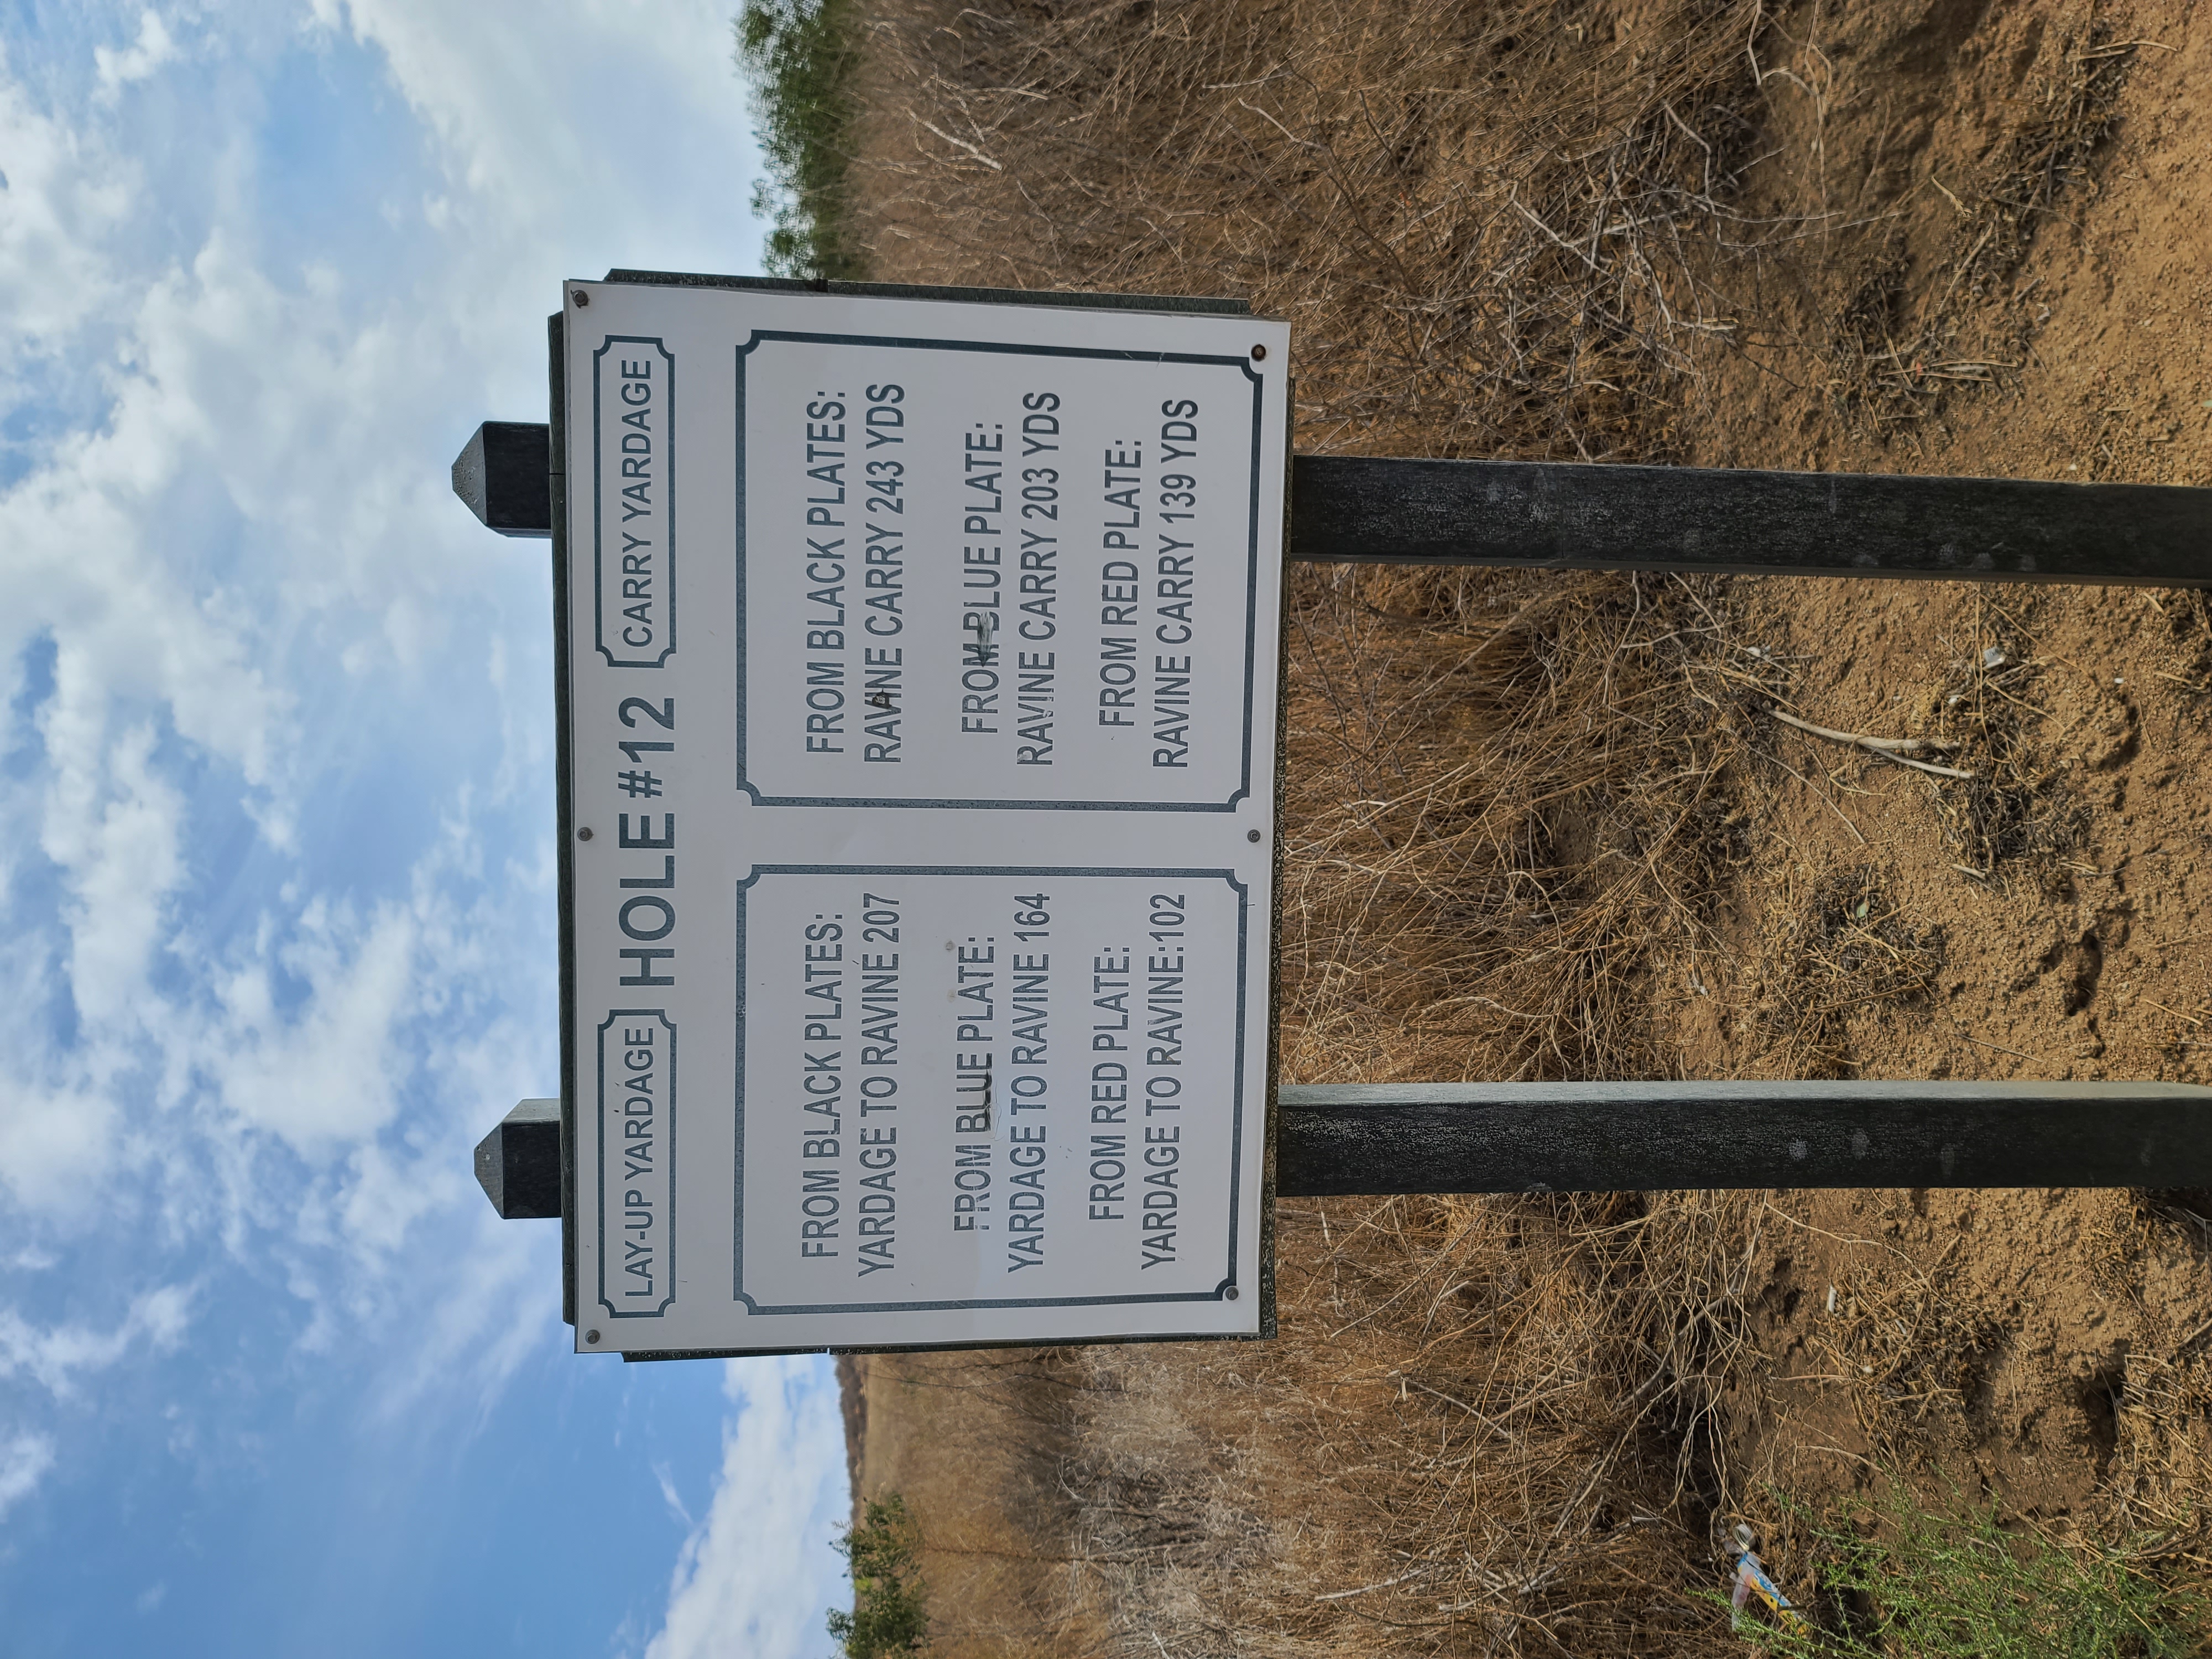 LAY-UP YARDAGE
HOLE #12
CARRY YARDAGE
FROM BLACK PLATES:
YARDAGE TO RAVINE 207
FROM BLUE PLATE:
YARDAGE TO RAVINE 164
FROM RED PLATE:
YARDAGE TO RAVINE:102
FROM BLACK PLATES:
RAVINE CARRY 243 YDS
FROM BLUE PLATE:
RAVINE CARRY 203 YDS
FROM RED PLATE:
RAVINE CARRY 139 YDS